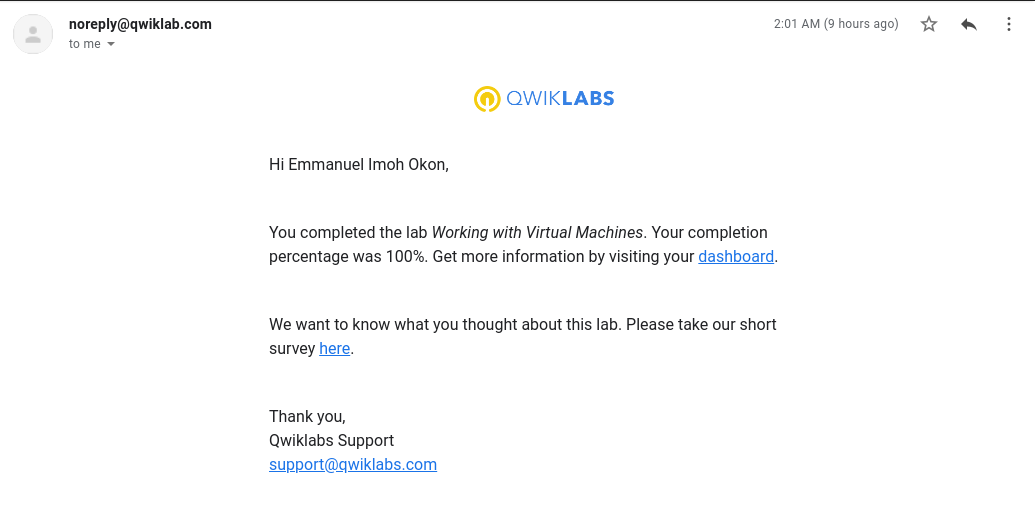 noreply@qwiklab.com
2:01 AM (9 hours ago)
to me
QWIKLABS
Hi Emmanuel Imoh Okon,
You completed the lab Working with Virtual Machines. Your completion
percentage was 100%. Get more information by visiting your dashboard.
We want to know what you thought about this lab. Please take our short
survey here.
Thank you,
Qwiklabs Support
support@qwiklabs.com